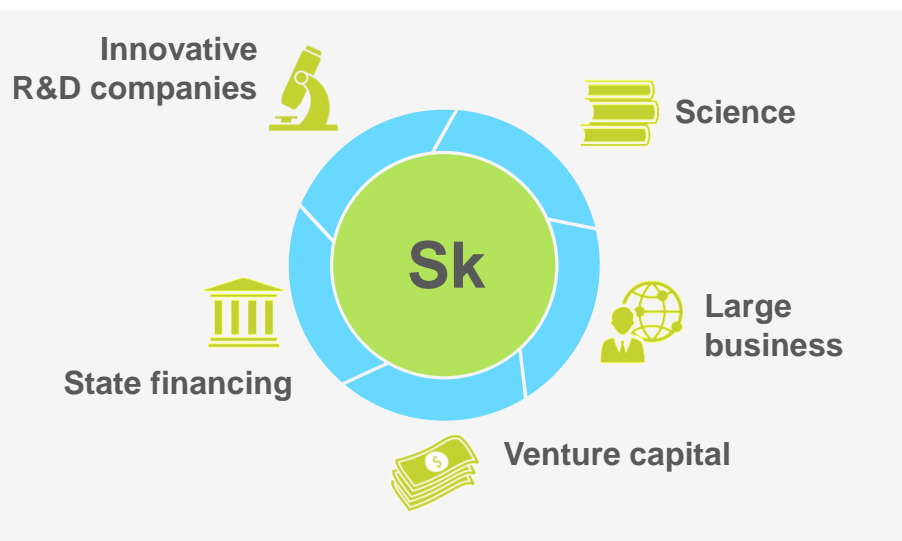 Innovative
R&D companies
Science
Sk
Large
business
State financing
$
Venture capital